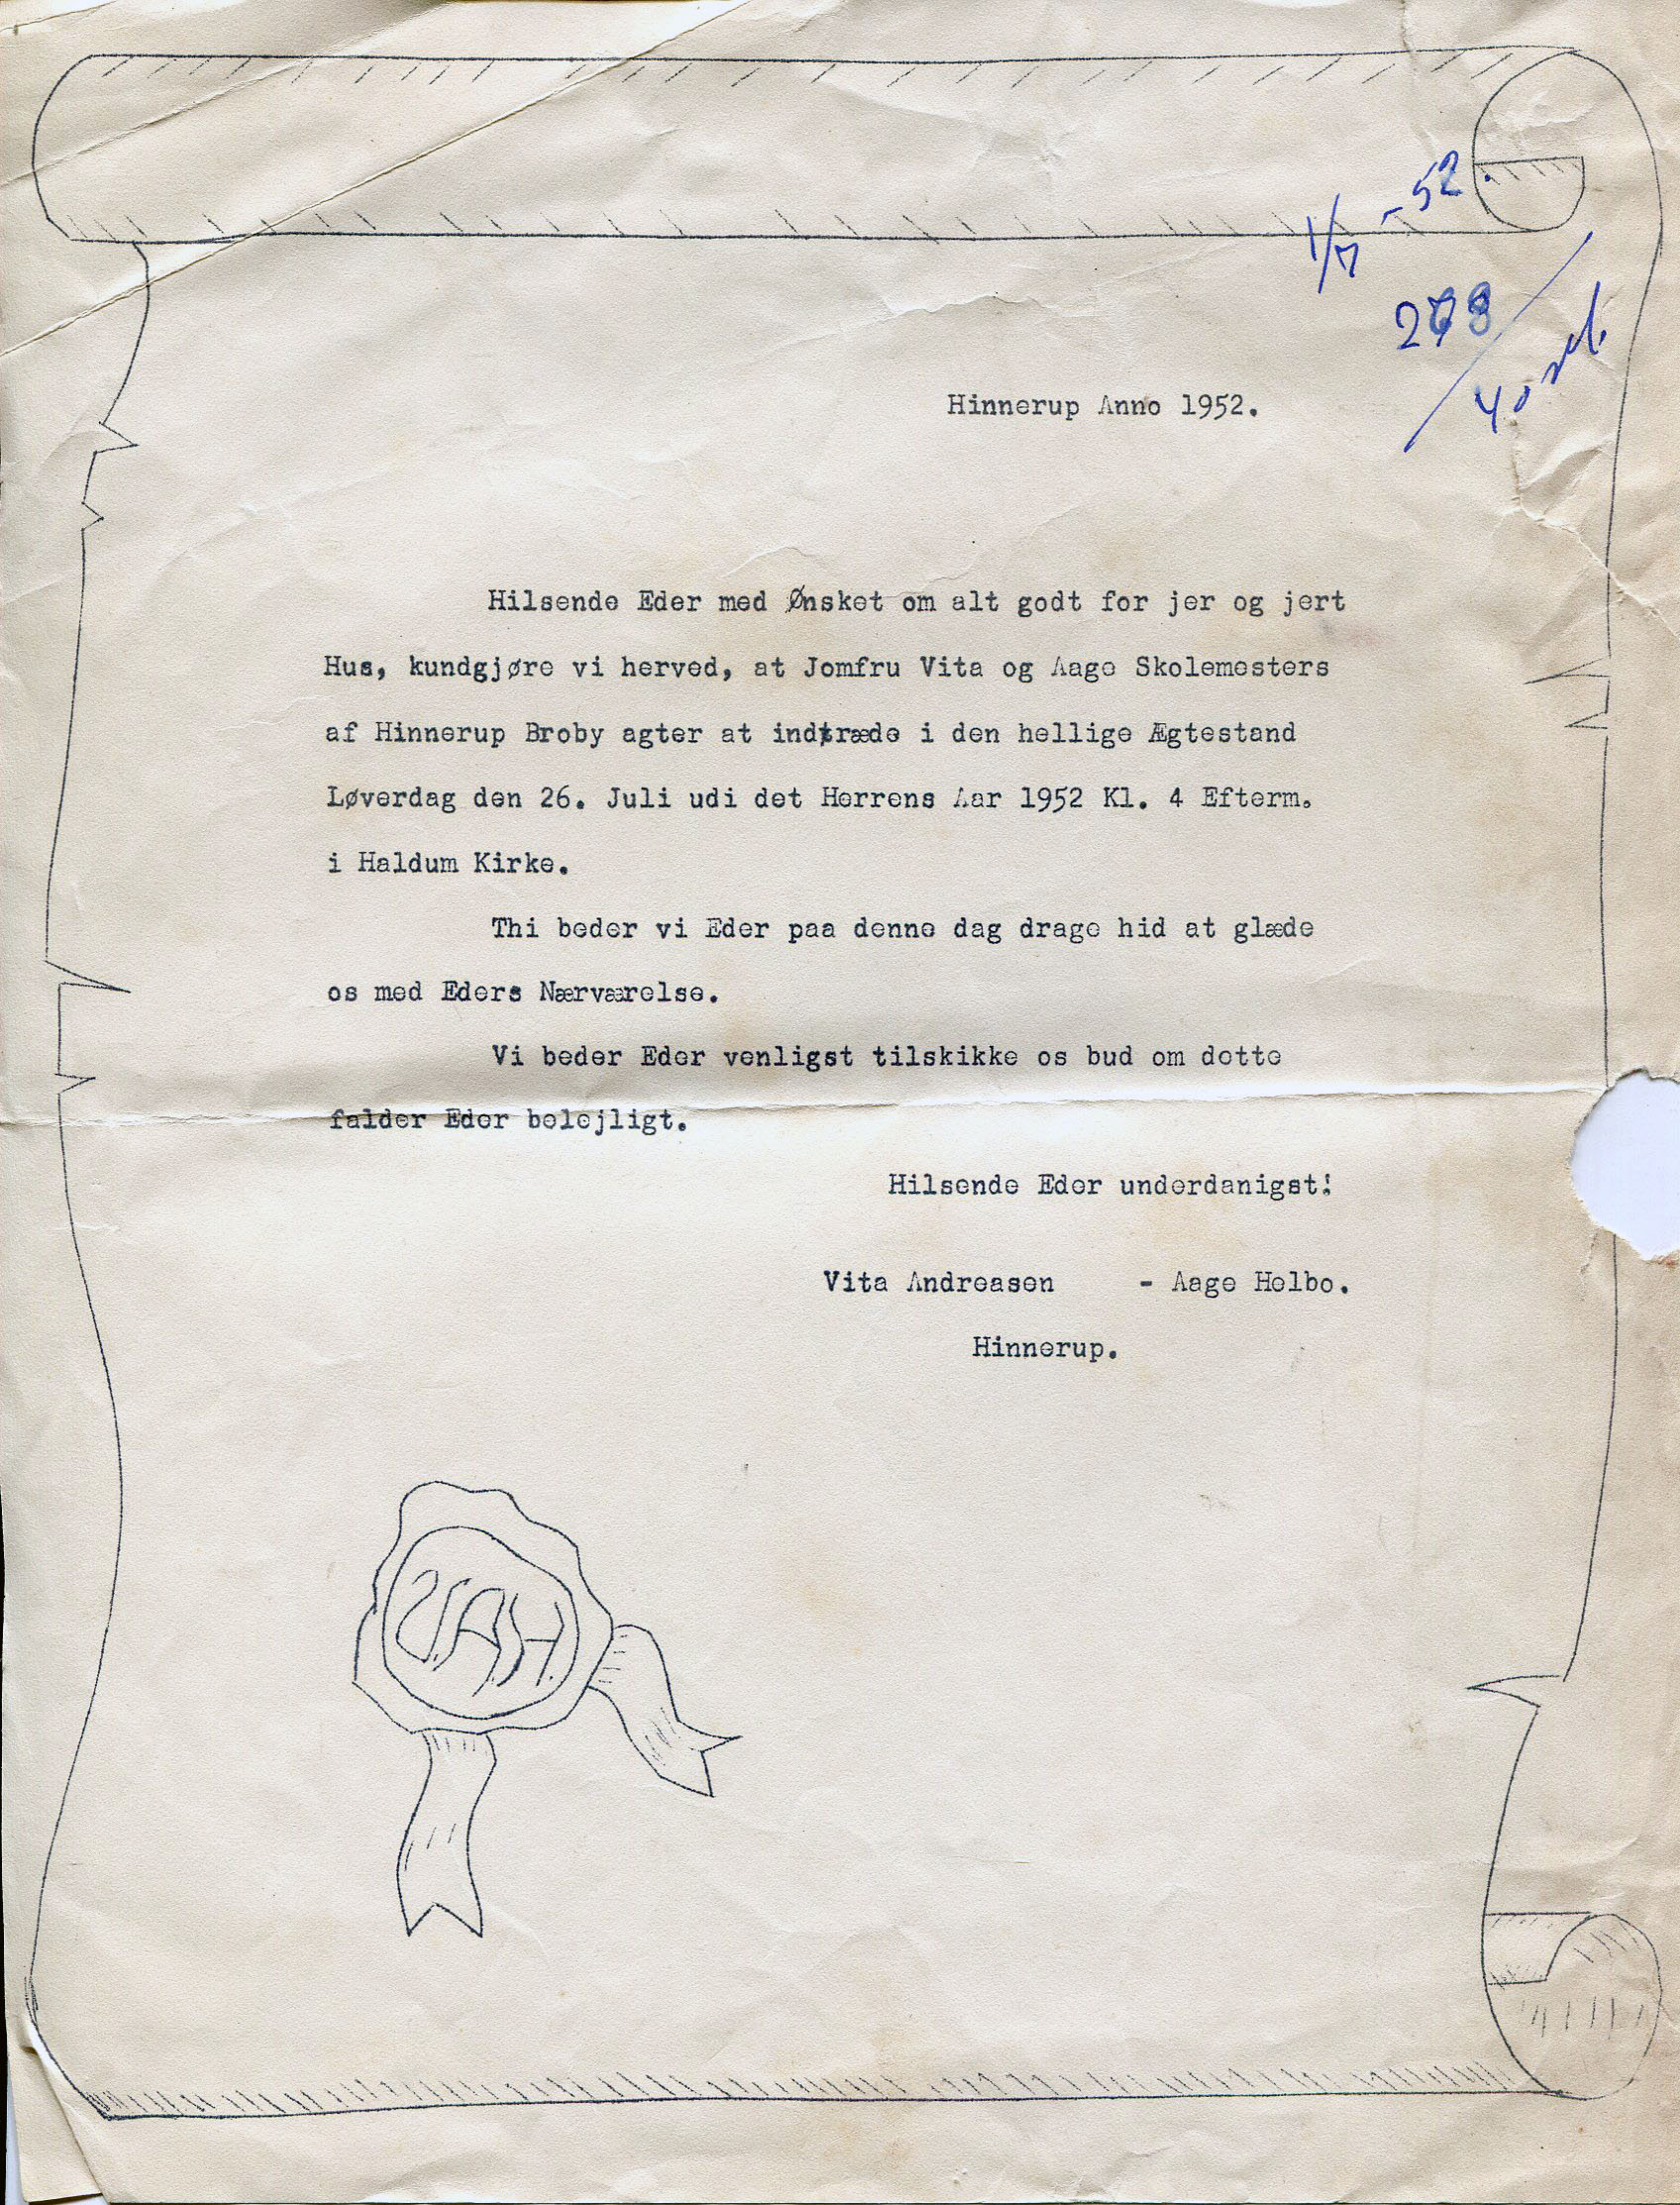 1/7 - 52.
40
Hinnerup Anno 1952.
Hilsende Eder med Ønsket om alt godt for jer og jert
Hus, kundgjøre vi herved, at Jomfru Vita og Aage Skolemesters
af Hinnerup Broby agter at indtræde i den hellige Ægtestand
Løverdag den 26. Juli udi det Herrens Aar 1952 Kl. 4 Efterm.
i Haldum Kirke.
Thi beder vi Eder paa denne dag drage hid at glæde
os med Eders Nærværelse.
Vi beder Eder venligst tilskikke os bud om dette
falder Eder belejligt.
Hilsende Eder underdanigst!
Vita Andreasen - Aage Helbo.
Hinnerup.
VAH